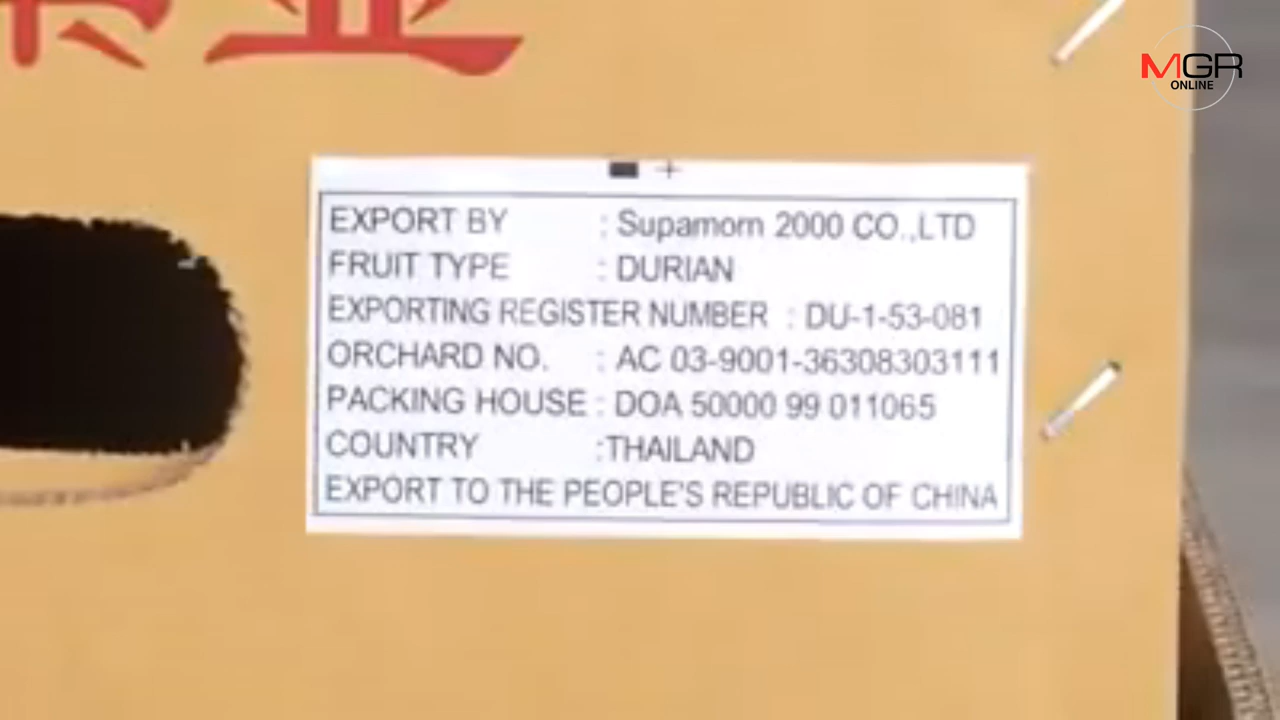 MGR
ONLINE
EXPORT BY : Supamorn 2000 CO.,LTD
FRUIT TYPE : DURIAN
EXPORTING REGISTER NUMBER : DU-1-53-081
ORCHARD NO. : AC 03-9001-36308303111
PACKING HOUSE : DOA 50000 99 011065
COUNTRY :THAILAND
EXPORT TO THE PEOPLE'S REPUBLIC OF CHINA